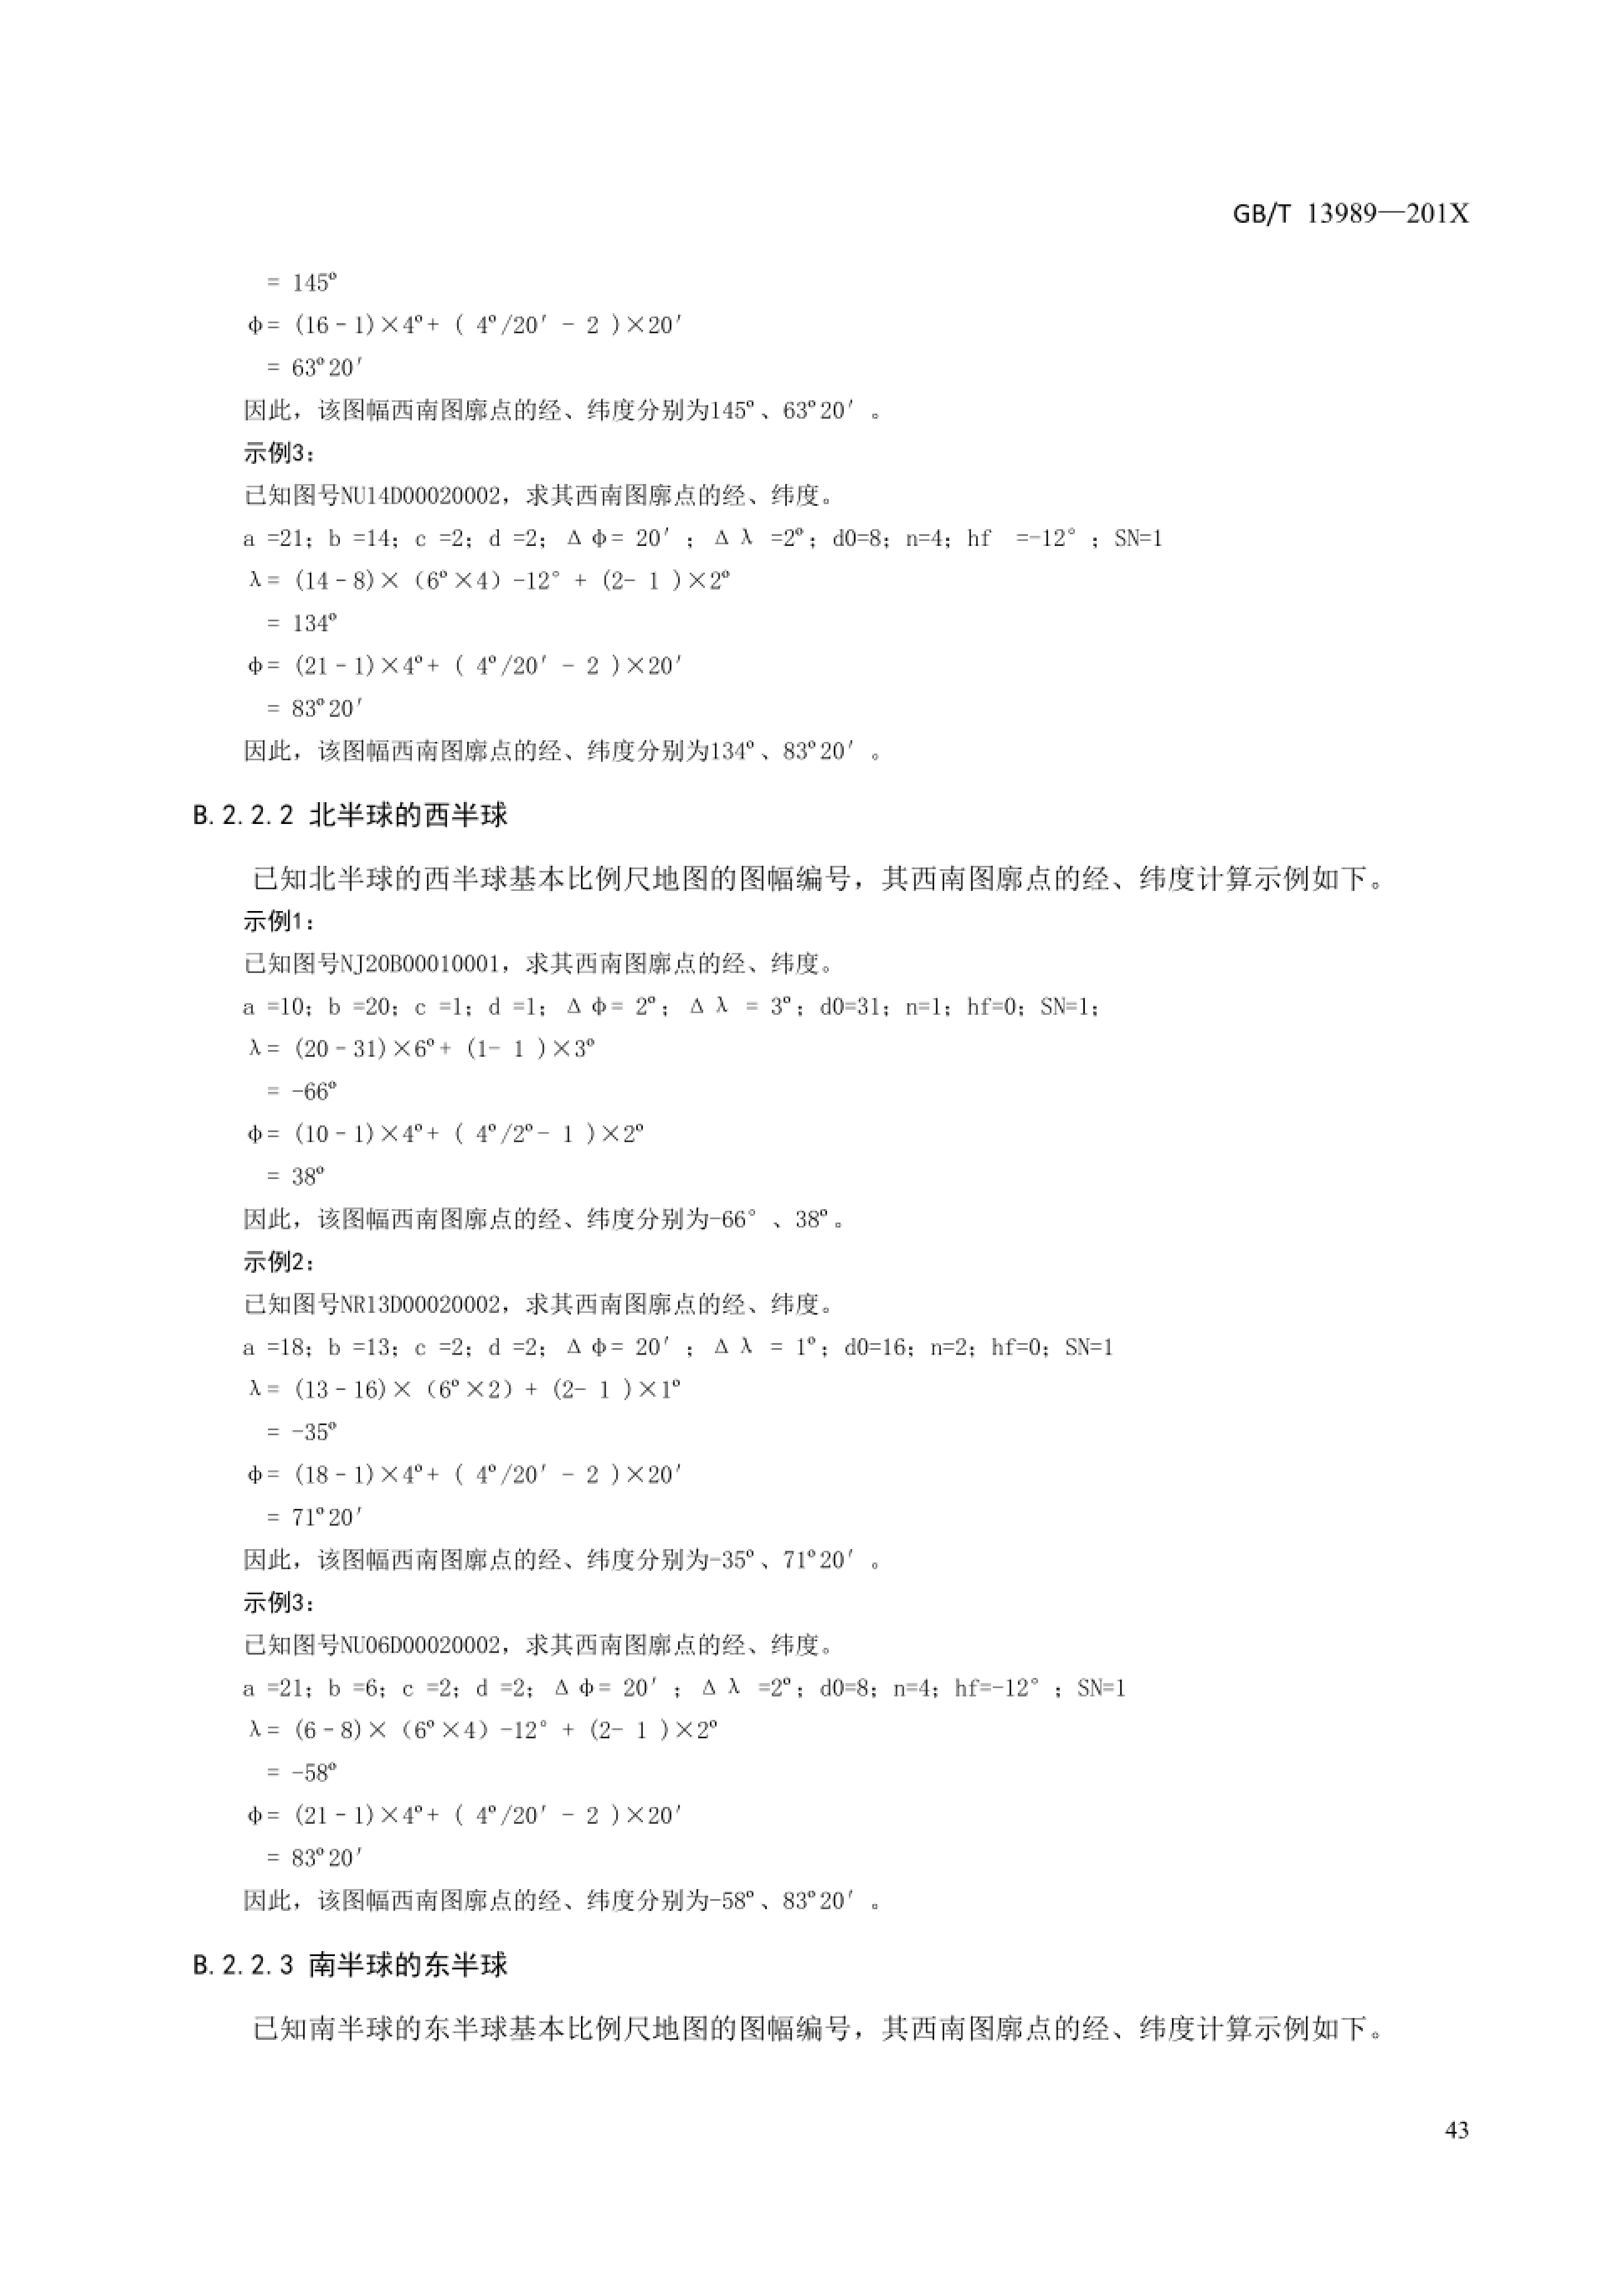 GB/T 13989—201X
= 145º
φ= (16－1)×4º+ ( 4º/20′ － 2 )×20′
= 63º20′
因此，该图幅西南图廓点的经、纬度分别为145º、63º20′ 。
示例3：
已知图号NU14D00020002，求其西南图廓点的经、纬度。
a =21；b =14；c =2；d =2；Δφ= 20′ ；Δλ =2º；d0=8；n=4；hf =-12° ；SN=1
λ= (14－8)×（6º×4）-12° + (2- 1 )×2º
= 134º
φ= (21－1)×4º+ ( 4º/20′ － 2 )×20′
= 83º20′
因此，该图幅西南图廓点的经、纬度分别为134º、83º20′ 。
B.2.2.2 北半球的西半球
已知北半球的西半球基本比例尺地图的图幅编号，其西南图廓点的经、纬度计算示例如下。
示例1：
已知图号NJ20B00010001，求其西南图廓点的经、纬度。
a =10；b =20；c =1；d =1；Δφ= 2º；Δλ = 3º；d0=31；n=1；hf=0；SN=1；
λ= (20－31)×6º+ (1- 1 )×3º
= -66º
φ= (10－1)×4º+ ( 4º/2º－ 1 )×2º
= 38º
因此，该图幅西南图廓点的经、纬度分别为-66° 、38º。
示例2：
已知图号NR13D00020002，求其西南图廓点的经、纬度。
a =18；b =13；c =2；d =2；Δφ= 20′ ；Δλ = 1º；d0=16；n=2；hf=0；SN=1
λ= (13－16)×（6º×2）+ (2- 1 )×1º
= -35º
φ= (18－1)×4º+ ( 4º/20′ － 2 )×20′
= 71º20′
因此，该图幅西南图廓点的经、纬度分别为-35º、71º20′ 。
示例3：
已知图号NU06D00020002，求其西南图廓点的经、纬度。
a =21；b =6；c =2；d =2；Δφ= 20′ ；Δλ =2º；d0=8；n=4；hf=-12° ；SN=1
λ= (6－8)×（6º×4）-12° + (2- 1 )×2º
= -58º
φ= (21－1)×4º+ ( 4º/20′ － 2 )×20′
= 83º20′
因此，该图幅西南图廓点的经、纬度分别为-58º、83º20′ 。
B.2.2.3 南半球的东半球
已知南半球的东半球基本比例尺地图的图幅编号，其西南图廓点的经、纬度计算示例如下。
43